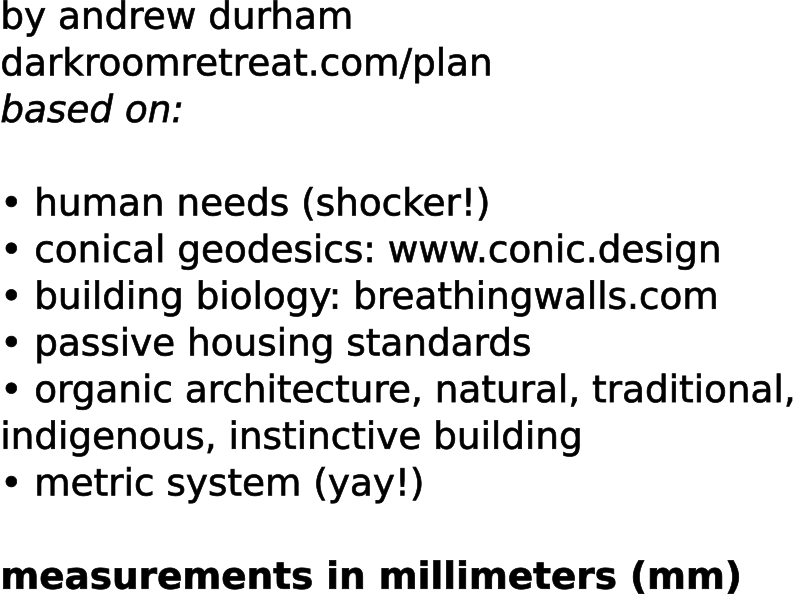 by andrew durham
darkroomretreat.com/plan
based on:
• human needs (shocker!)
• conical geodesics: www.conic.design
• building biology: breathingwalls.com
• passive housing standards
• organic architecture, natural, traditional,
indigenous, instinctive building
• metric system (yay!)
measurements in millimeters (mm)